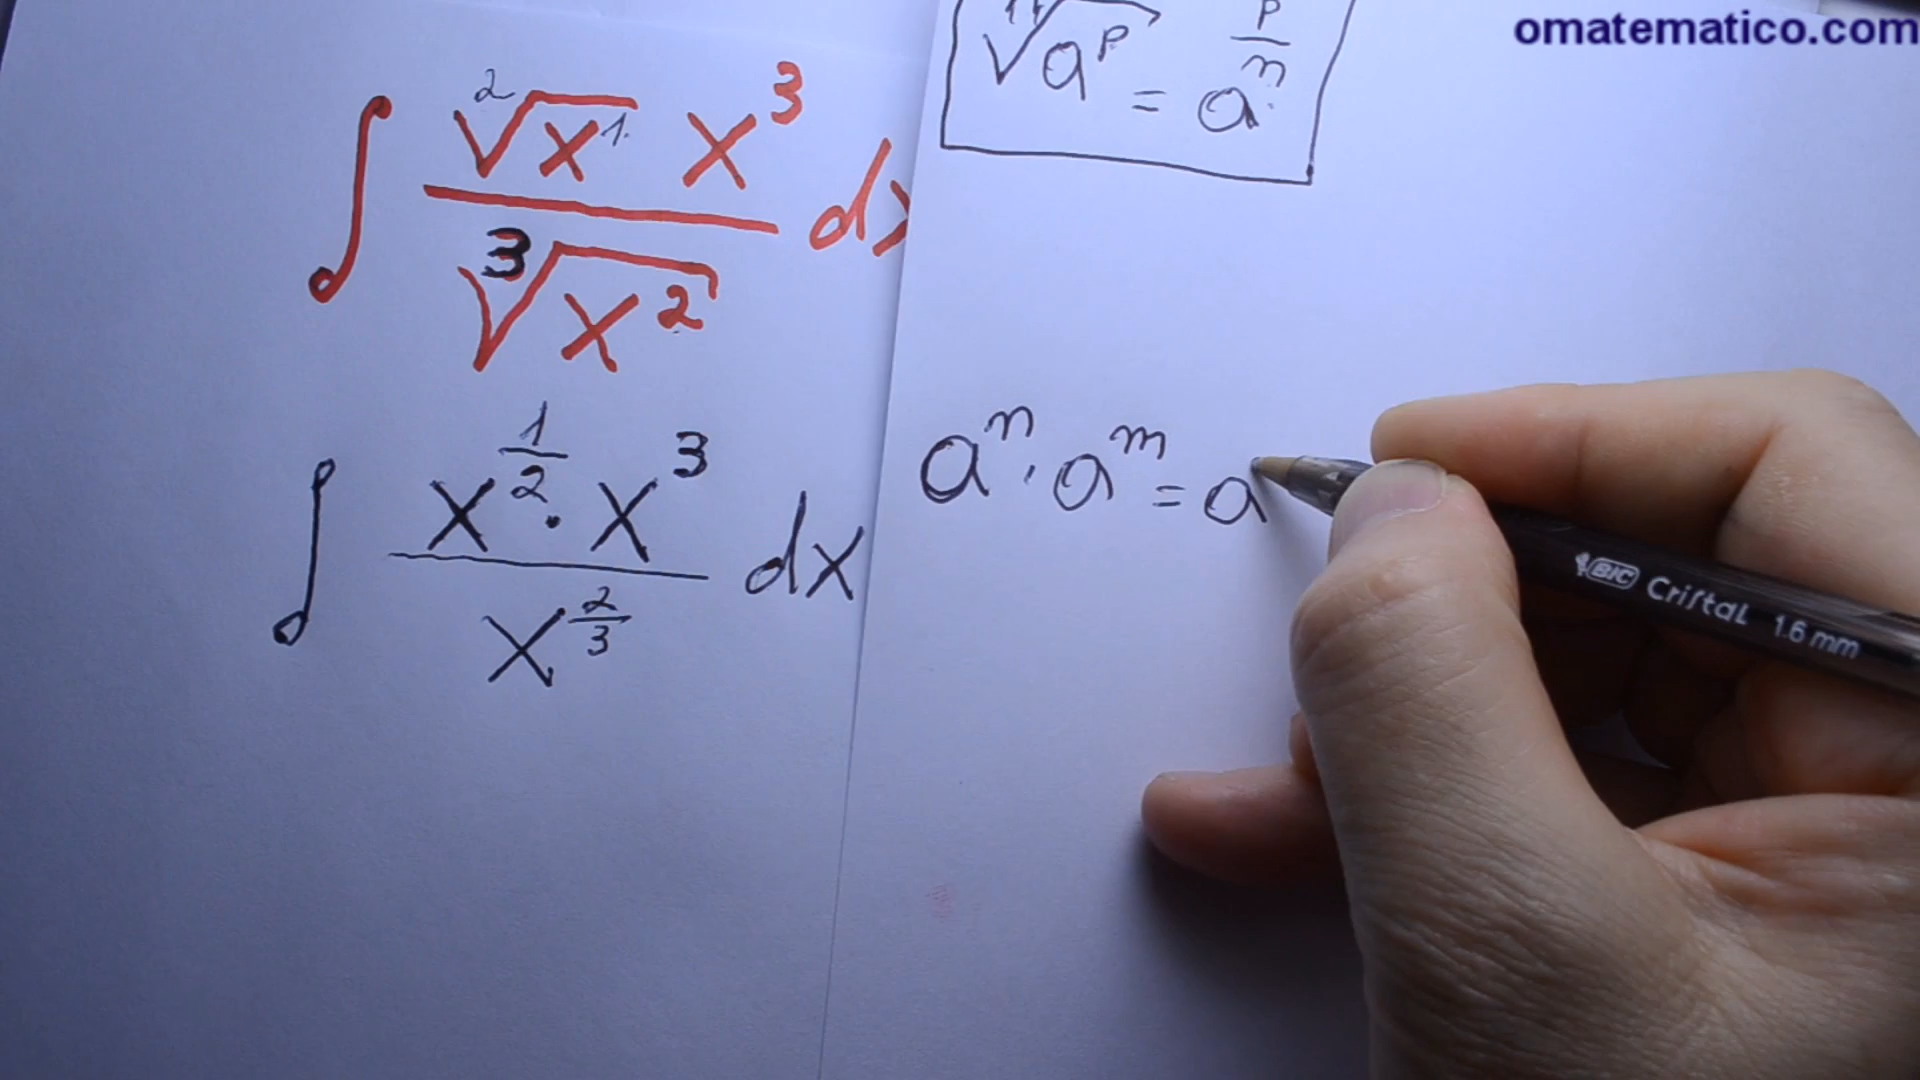 omatematico.com
ⁿ√aᵖ = a^(p/n)
∫ ²√x¹ x³ / ³√x² dx
∫ x^(1/2) · x³ / x^(2/3) dx
aⁿ · aᵐ = a
BIC Cristal 1.6 mm